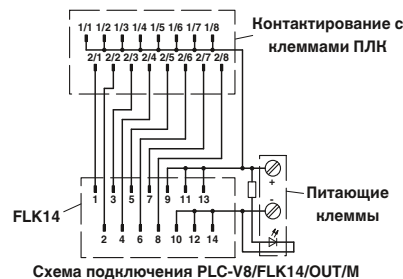 Контактирование с
клеммами ПЛК
1/1 1/2 1/3 1/4 1/5 1/6 1/7 1/8
2/1 2/2 2/3 2/4 2/5 2/6 2/7 2/8
+
-
Питающие
клеммы
FLK14
1 3 5 7 9 11 13
2 4 6 8 10 12 14
Схема подключения PLC-V8/FLK14/OUT/M